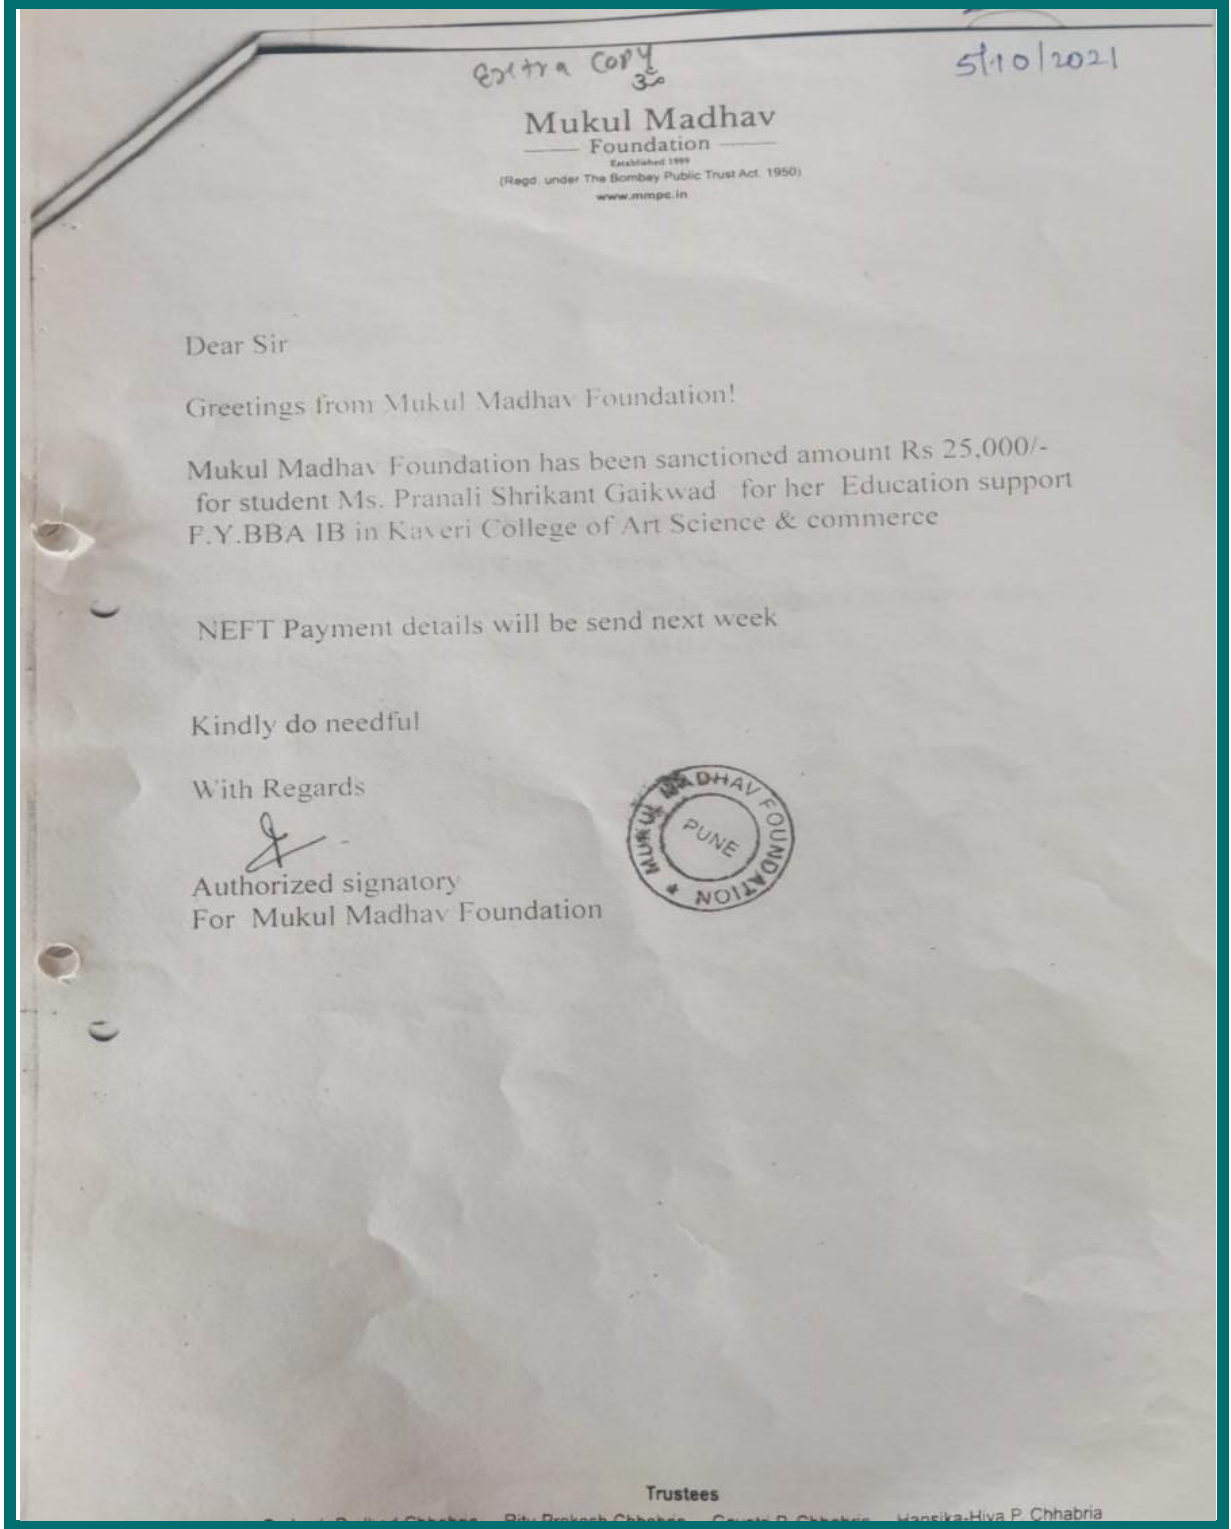 Extra Copy
5/10/2021
ॐ
Mukul Madhav
Foundation
Established 1999
(Regd. under The Bombay Public Trust Act. 1950)
www.mmpc.in
Dear Sir
Greetings from Mukul Madhav Foundation!
Mukul Madhav Foundation has been sanctioned amount Rs 25,000/-
for student Ms. Pranali Shrikant Gaikwad for her Education support
F.Y.BBA IB in Kaveri College of Art Science & commerce
NEFT Payment details will be send next week
Kindly do needful
With Regards
Authorized signatory
For Mukul Madhav Foundation
MUKUL MADHAV FOUNDATION
PUNE
Trustees
Ritu Prakash Chhabria Hansika-Hiya P. Chhabria